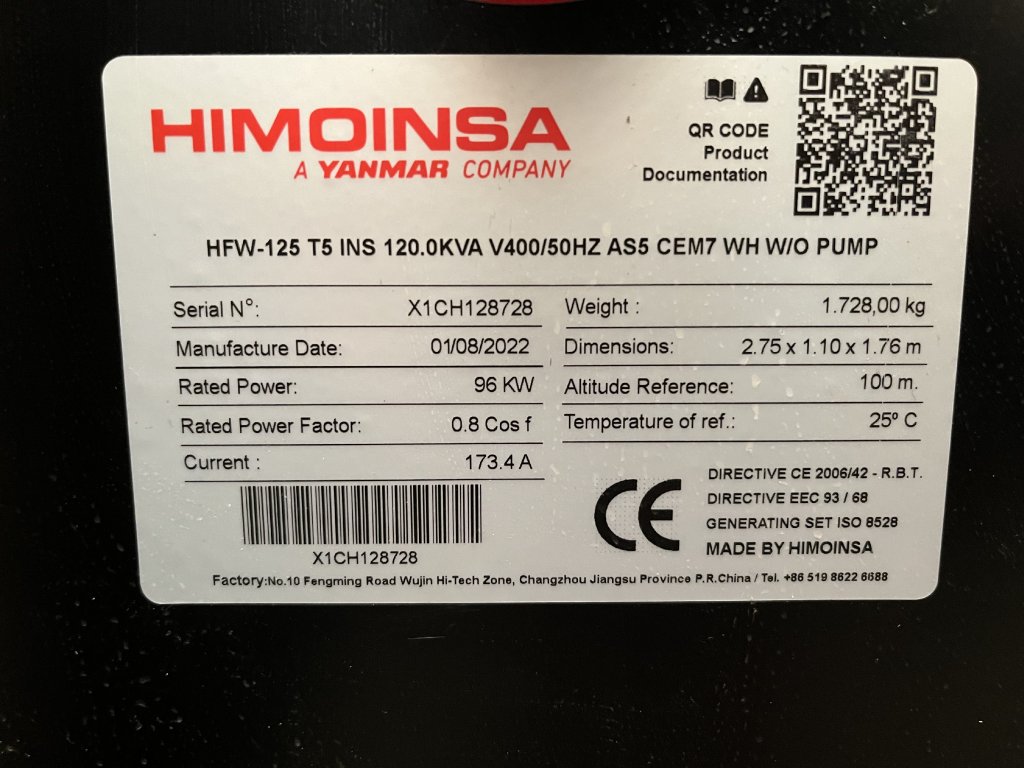 HIMOINSA
A YANMAR COMPANY
QR CODE
Product
Documentation
HFW-125 T5 INS 120.0KVA V400/50HZ AS5 CEM7 WH W/O PUMP
Serial N°: X1CH128728
Manufacture Date: 01/08/2022
Rated Power: 96 KW
Rated Power Factor: 0.8 Cos f
Current : 173.4 A
Weight : 1.728,00 kg
Dimensions: 2.75 x 1.10 x 1.76 m
Altitude Reference: 100 m.
Temperature of ref.: 25º C
X1CH128728
CE
DIRECTIVE CE 2006/42 - R.B.T.
DIRECTIVE EEC 93 / 68
GENERATING SET ISO 8528
MADE BY HIMOINSA
Factory:No.10 Fengming Road Wujin Hi-Tech Zone, Changzhou Jiangsu Province P.R.China / Tel. +86 519 8622 6688